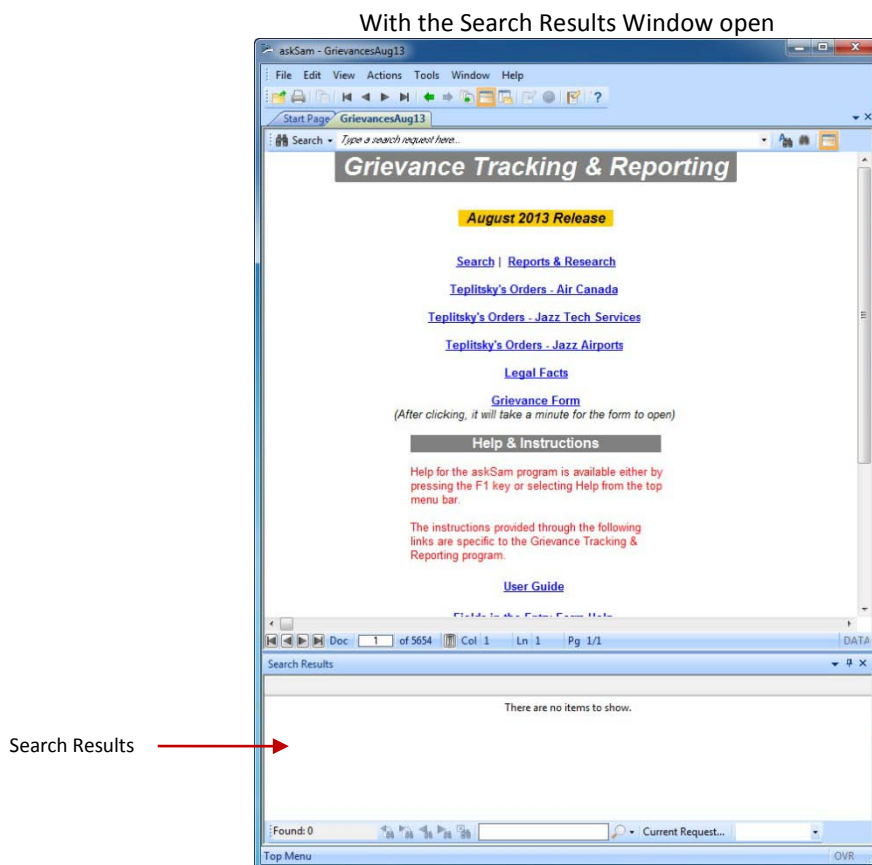 With the Search Results Window open
askSam - GrievancesAug13
File Edit View Actions Tools Window Help
Start Page GrievancesAug13
Search Type a search request here...
Grievance Tracking & Reporting
August 2013 Release
Search | Reports & Research
Teplitsky's Orders - Air Canada
Teplitsky's Orders - Jazz Tech Services
Teplitsky's Orders - Jazz Airports
Legal Facts
Grievance Form
(After clicking, it will take a minute for the form to open)
Help & Instructions
Help for the askSam program is available either by
pressing the F1 key or selecting Help from the top
menu bar.
The instructions provided through the following
links are specific to the Grievance Tracking &
Reporting program.
User Guide
Fields in the Entry Form Help
Doc 1 of 5654 Col 1 Ln 1 Pg 1/1 DATA
Search Results
There are no items to show.
Search Results
Found: 0 Current Request...
Top Menu OVR